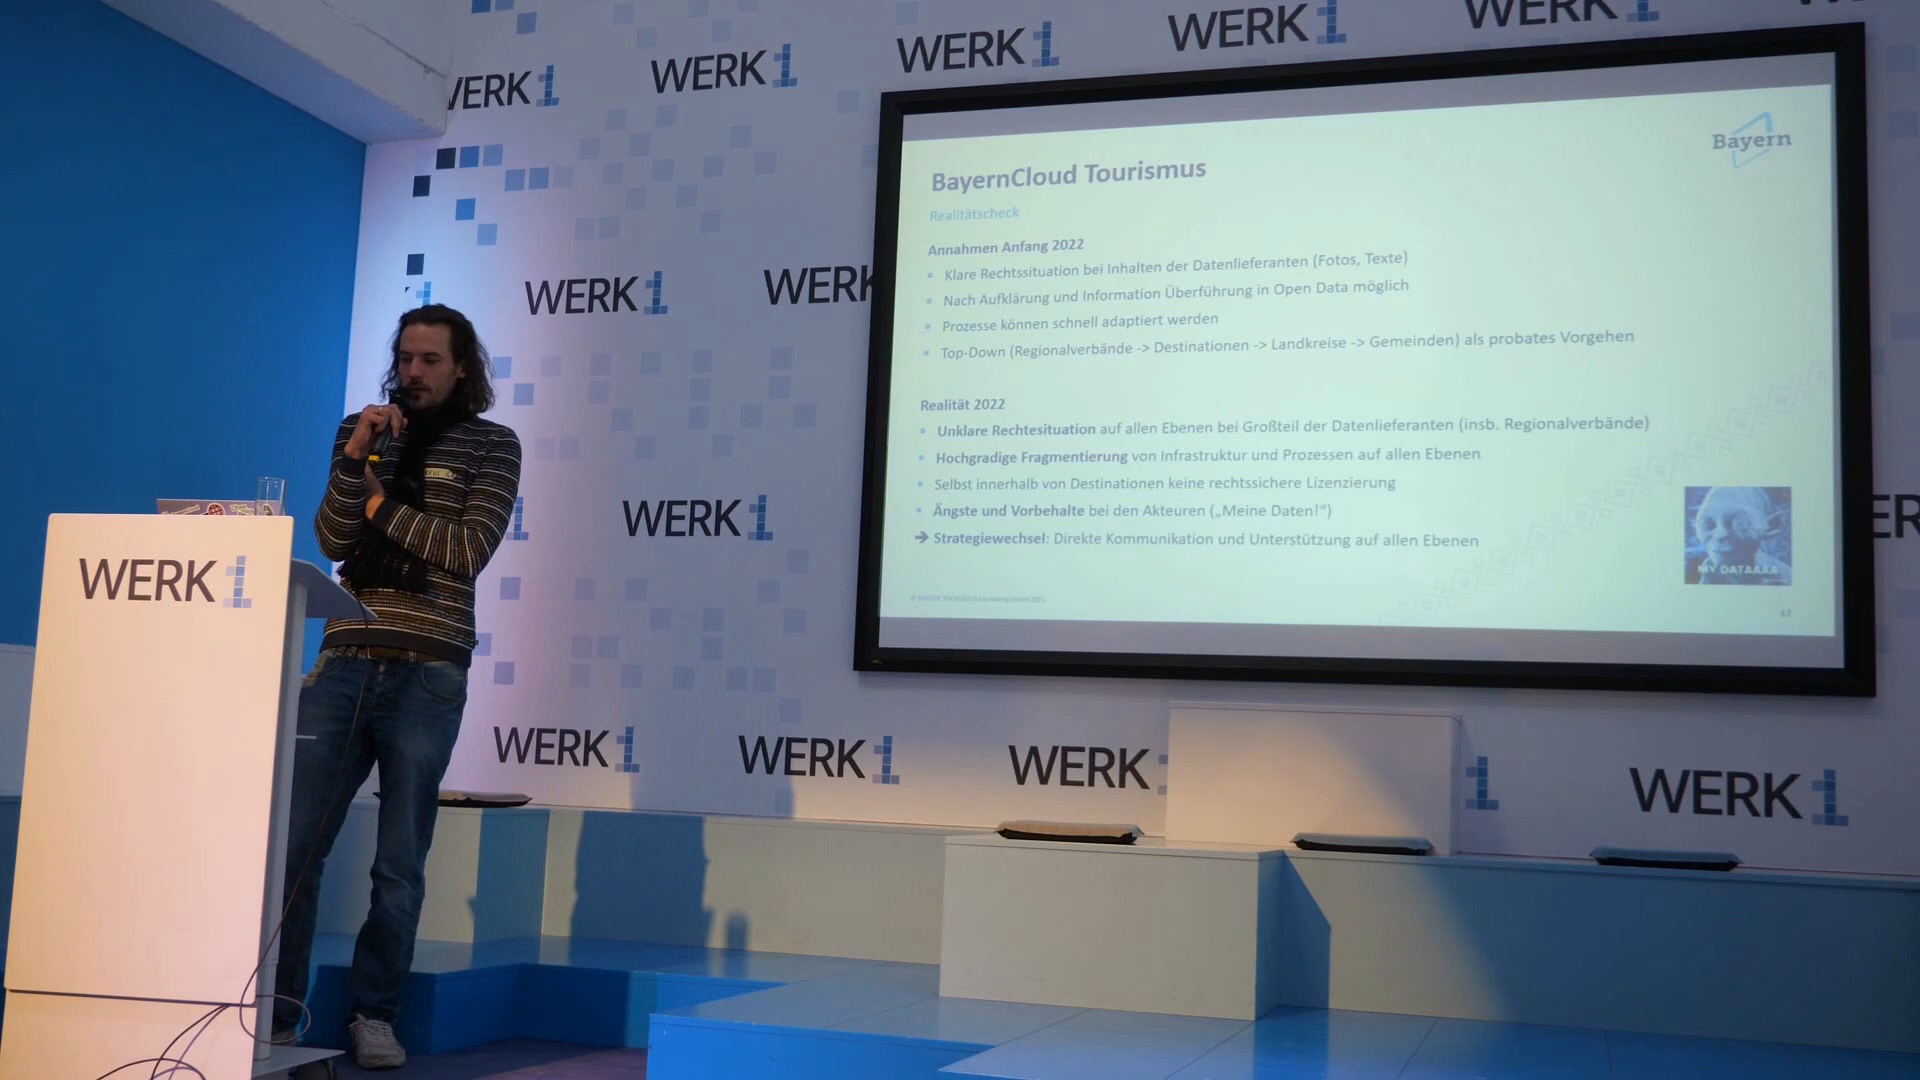 WERK
WERK1
WERK1
WERK1
WERK1
WERK1
WERK1
WERK
WERK1
WERK1
WERK1
WERK1
WERK
WERK1
ER
Bayern
BayernCloud Tourismus
Realitätscheck
Annahmen Anfang 2022
▪ Klare Rechtssituation bei Inhalten der Datenlieferanten (Fotos, Texte)
▪ Nach Aufklärung und Information Überführung in Open Data möglich
▪ Prozesse können schnell adaptiert werden
▪ Top-Down (Regionalverbände -> Destinationen -> Landkreise -> Gemeinden) als probates Vorgehen
Realität 2022
▪ Unklare Rechtesituation auf allen Ebenen bei Großteil der Datenlieferanten (insb. Regionalverbände)
▪ Hochgradige Fragmentierung von Infrastruktur und Prozessen auf allen Ebenen
▪ Selbst innerhalb von Destinationen keine rechtssichere Lizenzierung
▪ Ängste und Vorbehalte bei den Akteuren („Meine Daten!“)
➔ Strategiewechsel: Direkte Kommunikation und Unterstützung auf allen Ebenen
MY DATAAAA